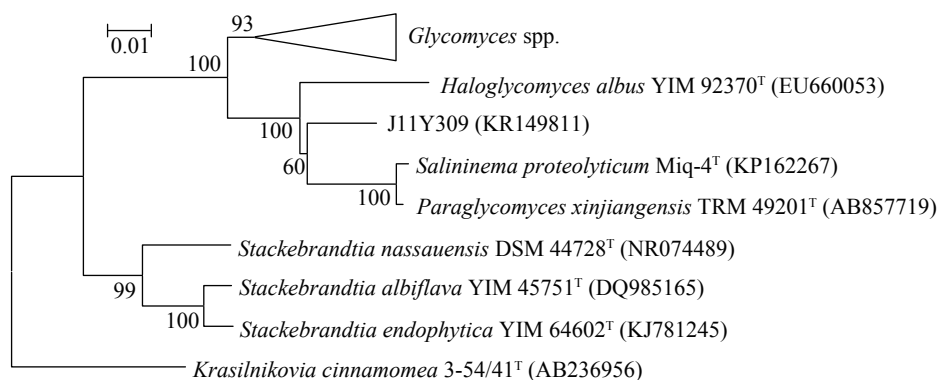 93
0.01
Glycomyces spp.
100
Haloglycomyces albus YIM 92370ᵀ (EU660053)
100
J11Y309 (KR149811)
60
Salininema proteolyticum Miq-4ᵀ (KP162267)
100
Paraglycomyces xinjiangensis TRM 49201ᵀ (AB857719)
Stackebrandtia nassauensis DSM 44728ᵀ (NR074489)
99
Stackebrandtia albiflava YIM 45751ᵀ (DQ985165)
100
Stackebrandtia endophytica YIM 64602ᵀ (KJ781245)
Krasilnikovia cinnamomea 3-54/41ᵀ (AB236956)